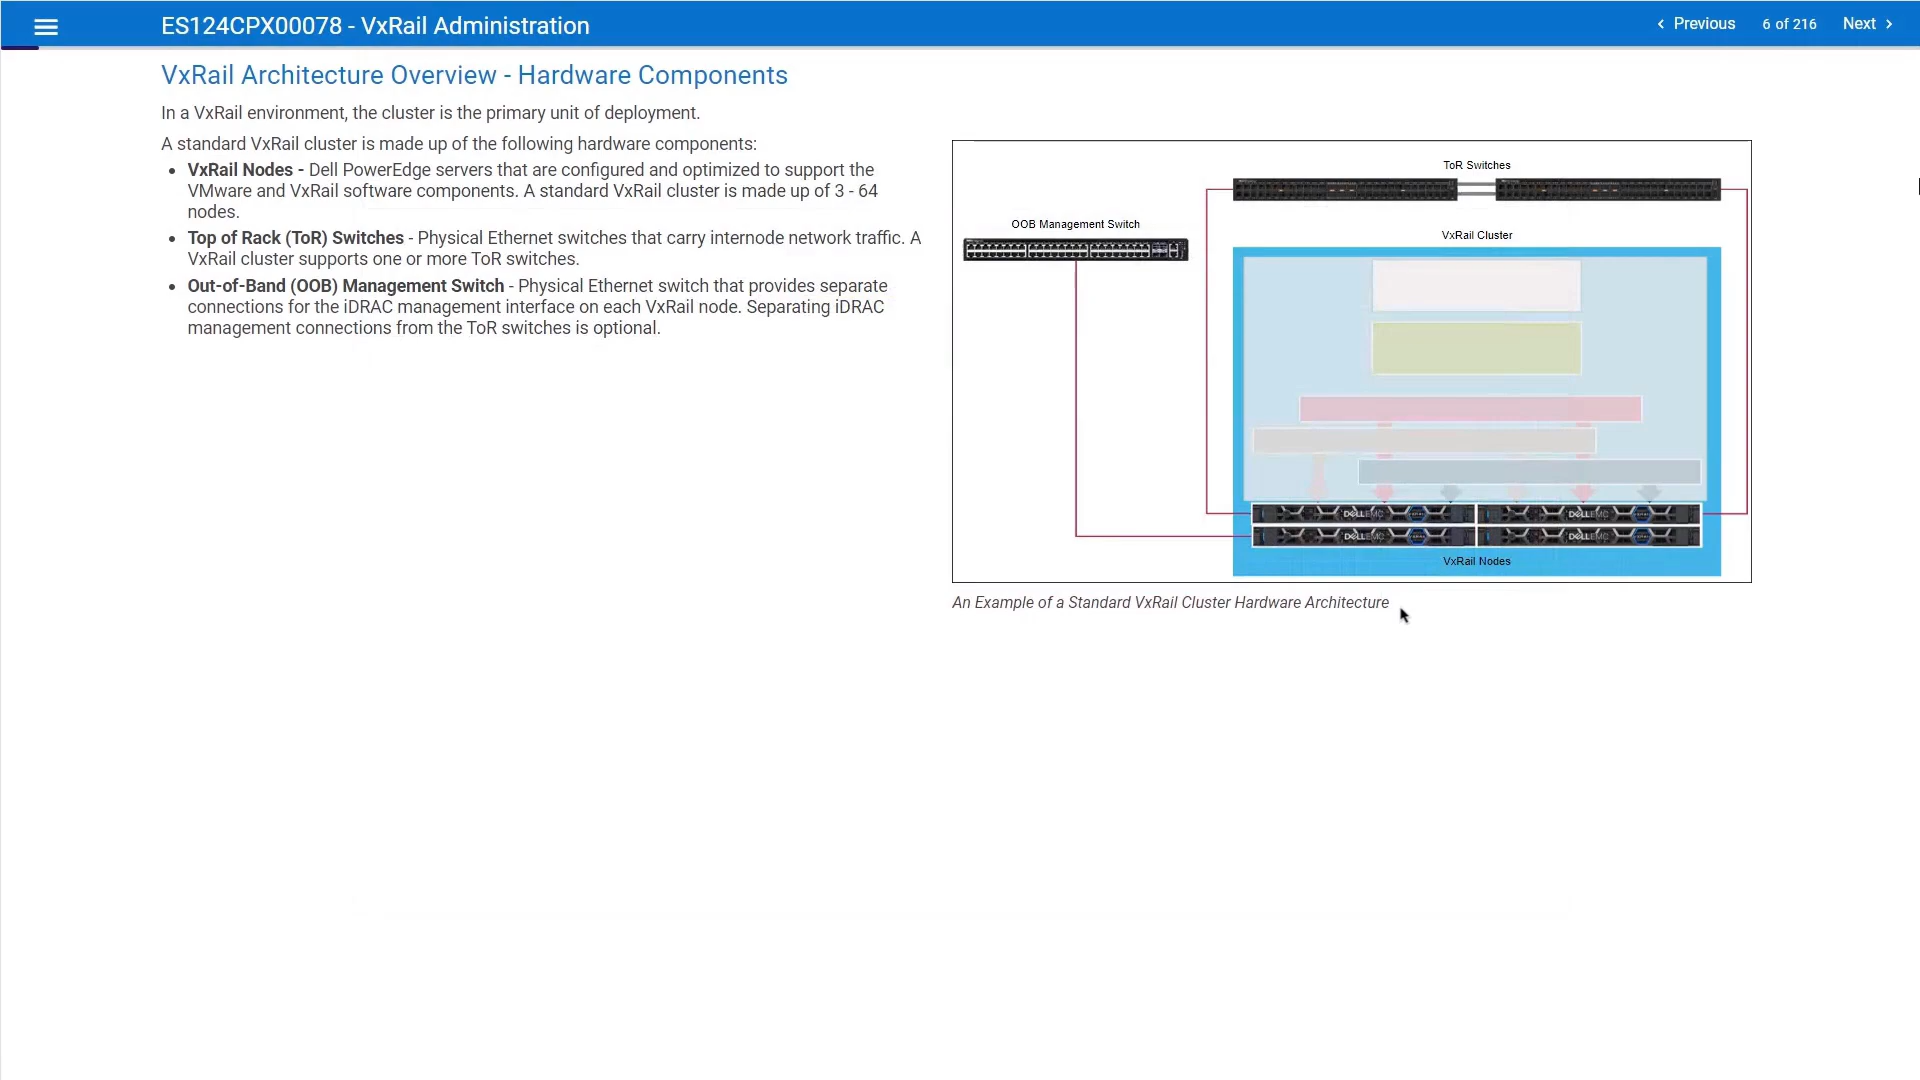 ES124CPX00078 - VxRail Administration
Previous
6 of 216
Next
VxRail Architecture Overview - Hardware Components
In a VxRail environment, the cluster is the primary unit of deployment.
A standard VxRail cluster is made up of the following hardware components:
• VxRail Nodes - Dell PowerEdge servers that are configured and optimized to support the
VMware and VxRail software components. A standard VxRail cluster is made up of 3 - 64
nodes.
• Top of Rack (ToR) Switches - Physical Ethernet switches that carry internode network traffic. A
VxRail cluster supports one or more ToR switches.
• Out-of-Band (OOB) Management Switch - Physical Ethernet switch that provides separate
connections for the iDRAC management interface on each VxRail node. Separating iDRAC
management connections from the ToR switches is optional.
ToR Switches
OOB Management Switch
VxRail Cluster
DELLEMC
DELLEMC
DELLEMC
DELLEMC
VxRail Nodes
An Example of a Standard VxRail Cluster Hardware Architecture